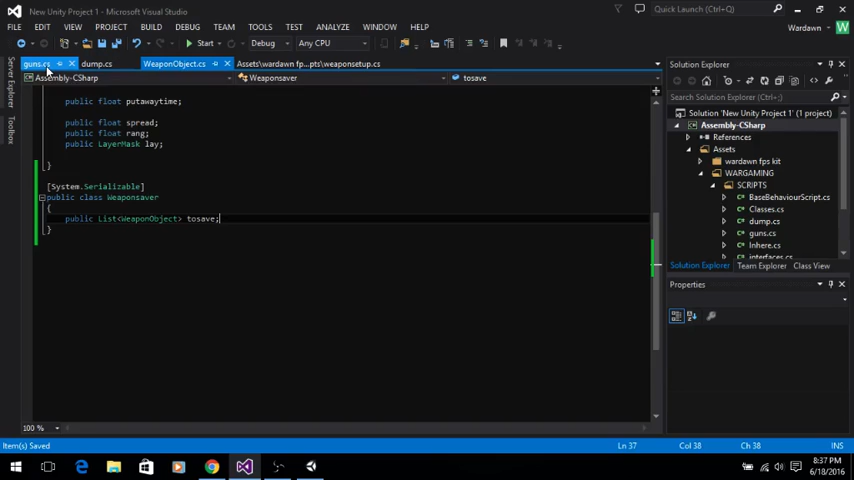 New Unity Project 1 - Microsoft Visual Studio
Quick Launch (Ctrl+Q)
FILE EDIT VIEW PROJECT BUILD DEBUG TEAM TOOLS TEST ANALYZE WINDOW HELP
Wardawn
Start Debug Any CPU
guns.cs dump.cs WeaponObject.cs Assets\wardawn fp...pts\weaponsetup.cs
Assembly-CSharp Weaponsaver tosave
Server Explorer
Toolbox
public float putawaytime;
public float spread;
public float rang;
public LayerMask lay;
}
[System.Serializable]
public class Weaponsaver
{
public List<WeaponObject> tosave;
}
100 %
Solution Explorer
Search Solution Explorer (Ctrl+;)
Solution 'New Unity Project 1' (1 project)
Assembly-CSharp
References
Assets
wardawn fps kit
WARGAMING
SCRIPTS
BaseBehaviourScript.cs
Classes.cs
dump.cs
guns.cs
Inhere.cs
interfaces.cs
Solution Explorer Team Explorer Class View
Properties
Item(s) Saved Ln 37 Col 38 Ch 38 INS
8:37 PM
6/18/2016